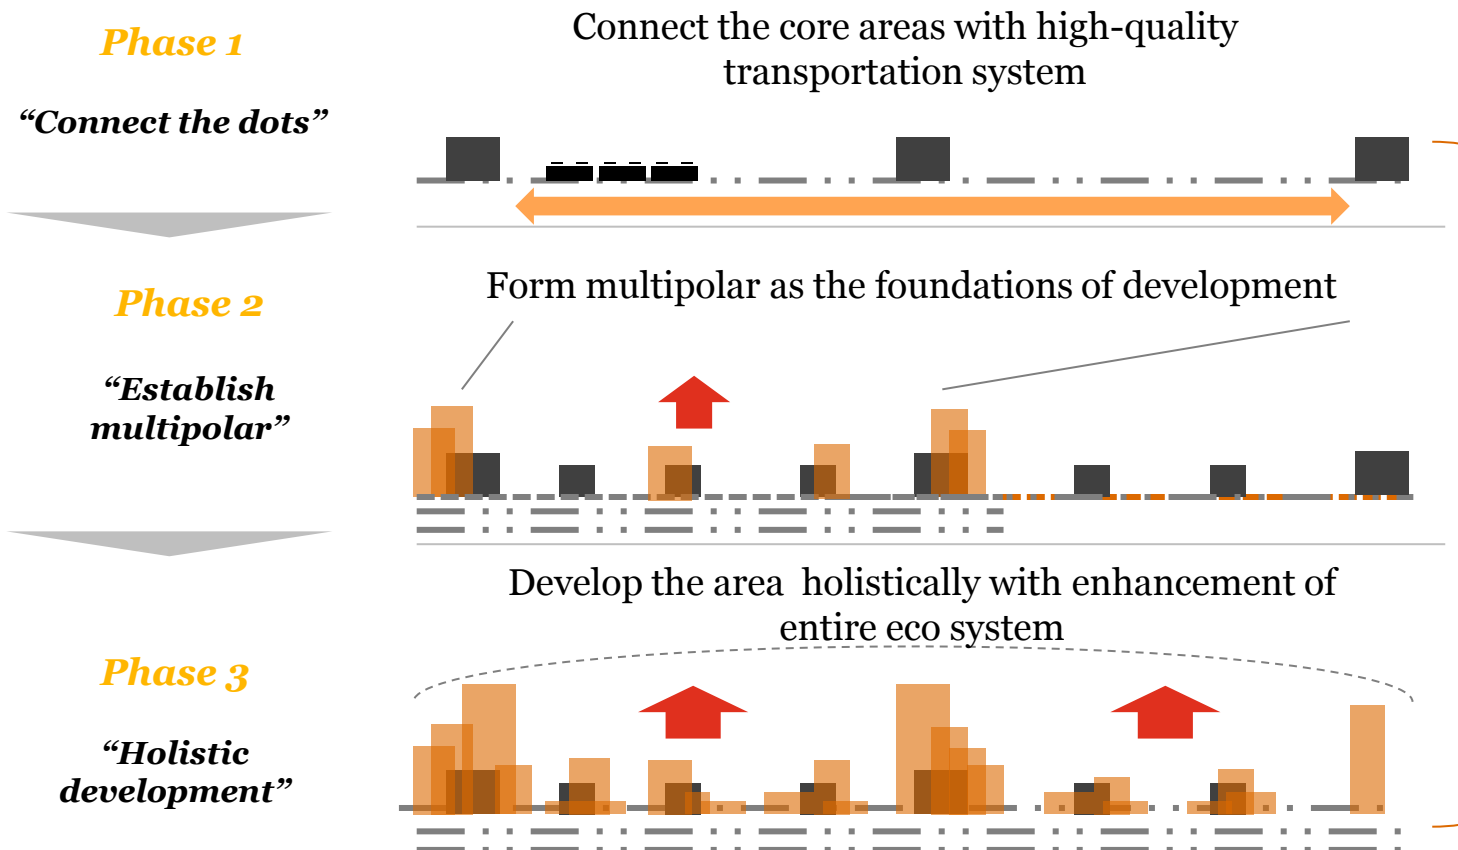 Phase 1
“Connect the dots”
Connect the core areas with high-quality
transportation system
Phase 2
“Establish
multipolar”
Form multipolar as the foundations of development
Phase 3
“Holistic
development”
Develop the area  holistically with enhancement of
entire eco system